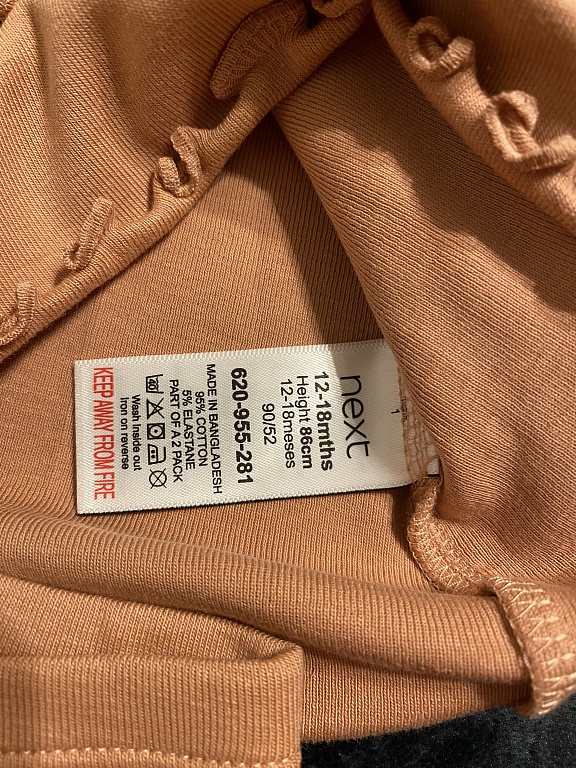 next
12-18mths
Height 86cm
12-18meses
90/52
620-955-281
MADE IN BANGLADESH
95% COTTON
5% ELASTANE
PART OF A 2 PACK
Wash inside out
Iron on reverse
KEEP AWAY FROM FIRE
1